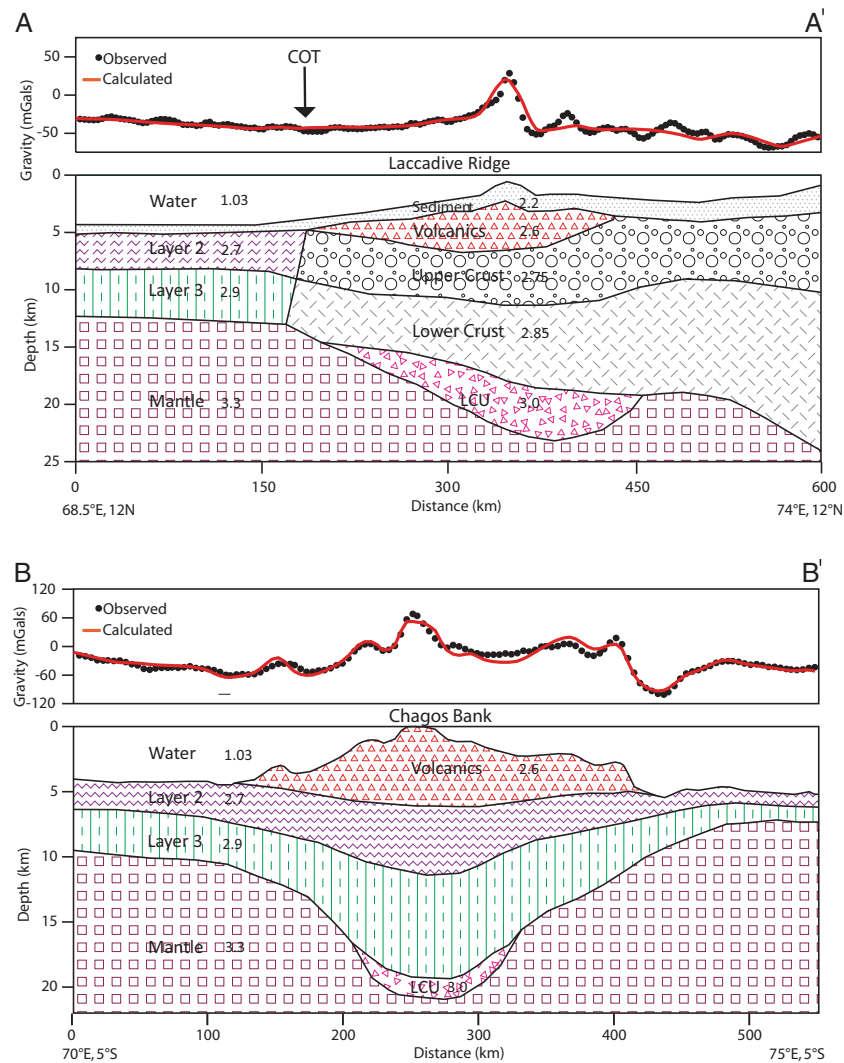 A A'
Observed
Calculated
COT
Gravity (mGals)
50
0
-50
Laccadive Ridge
Water 1.03
Sediment 2.2
Volcanics 2.6
Layer 2 2.7
Upper Crust 2.75
Layer 3 2.9
Lower Crust 2.85
Mantle 3.3
LCU 3.0
Depth (km)
0
5
10
15
20
25
0 150 300 450 600
68.5°E, 12N Distance (km) 74°E, 12°N
B B'
Observed
Calculated
Gravity (mGals)
120
60
0
-60
-120
Chagos Bank
Water 1.03
Volcanics 2.6
Layer 2 2.7
Layer 3 2.9
Mantle 3.3
LCU 3.0
Depth (km)
0
5
10
15
20
0 100 200 300 400 500
70°E, 5°S Distance (km) 75°E, 5°S